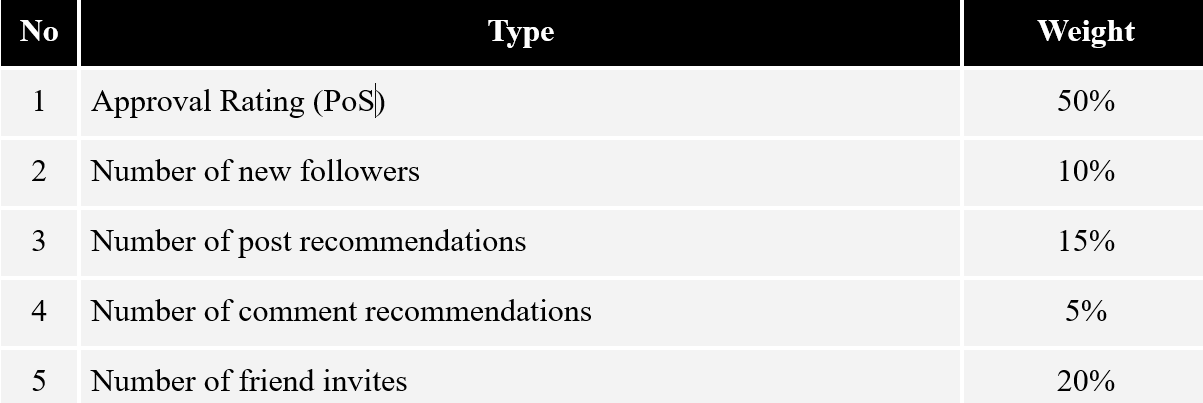 No Type Weight
1 Approval Rating (PoS) 50%
2 Number of new followers 10%
3 Number of post recommendations 15%
4 Number of comment recommendations 5%
5 Number of friend invites 20%